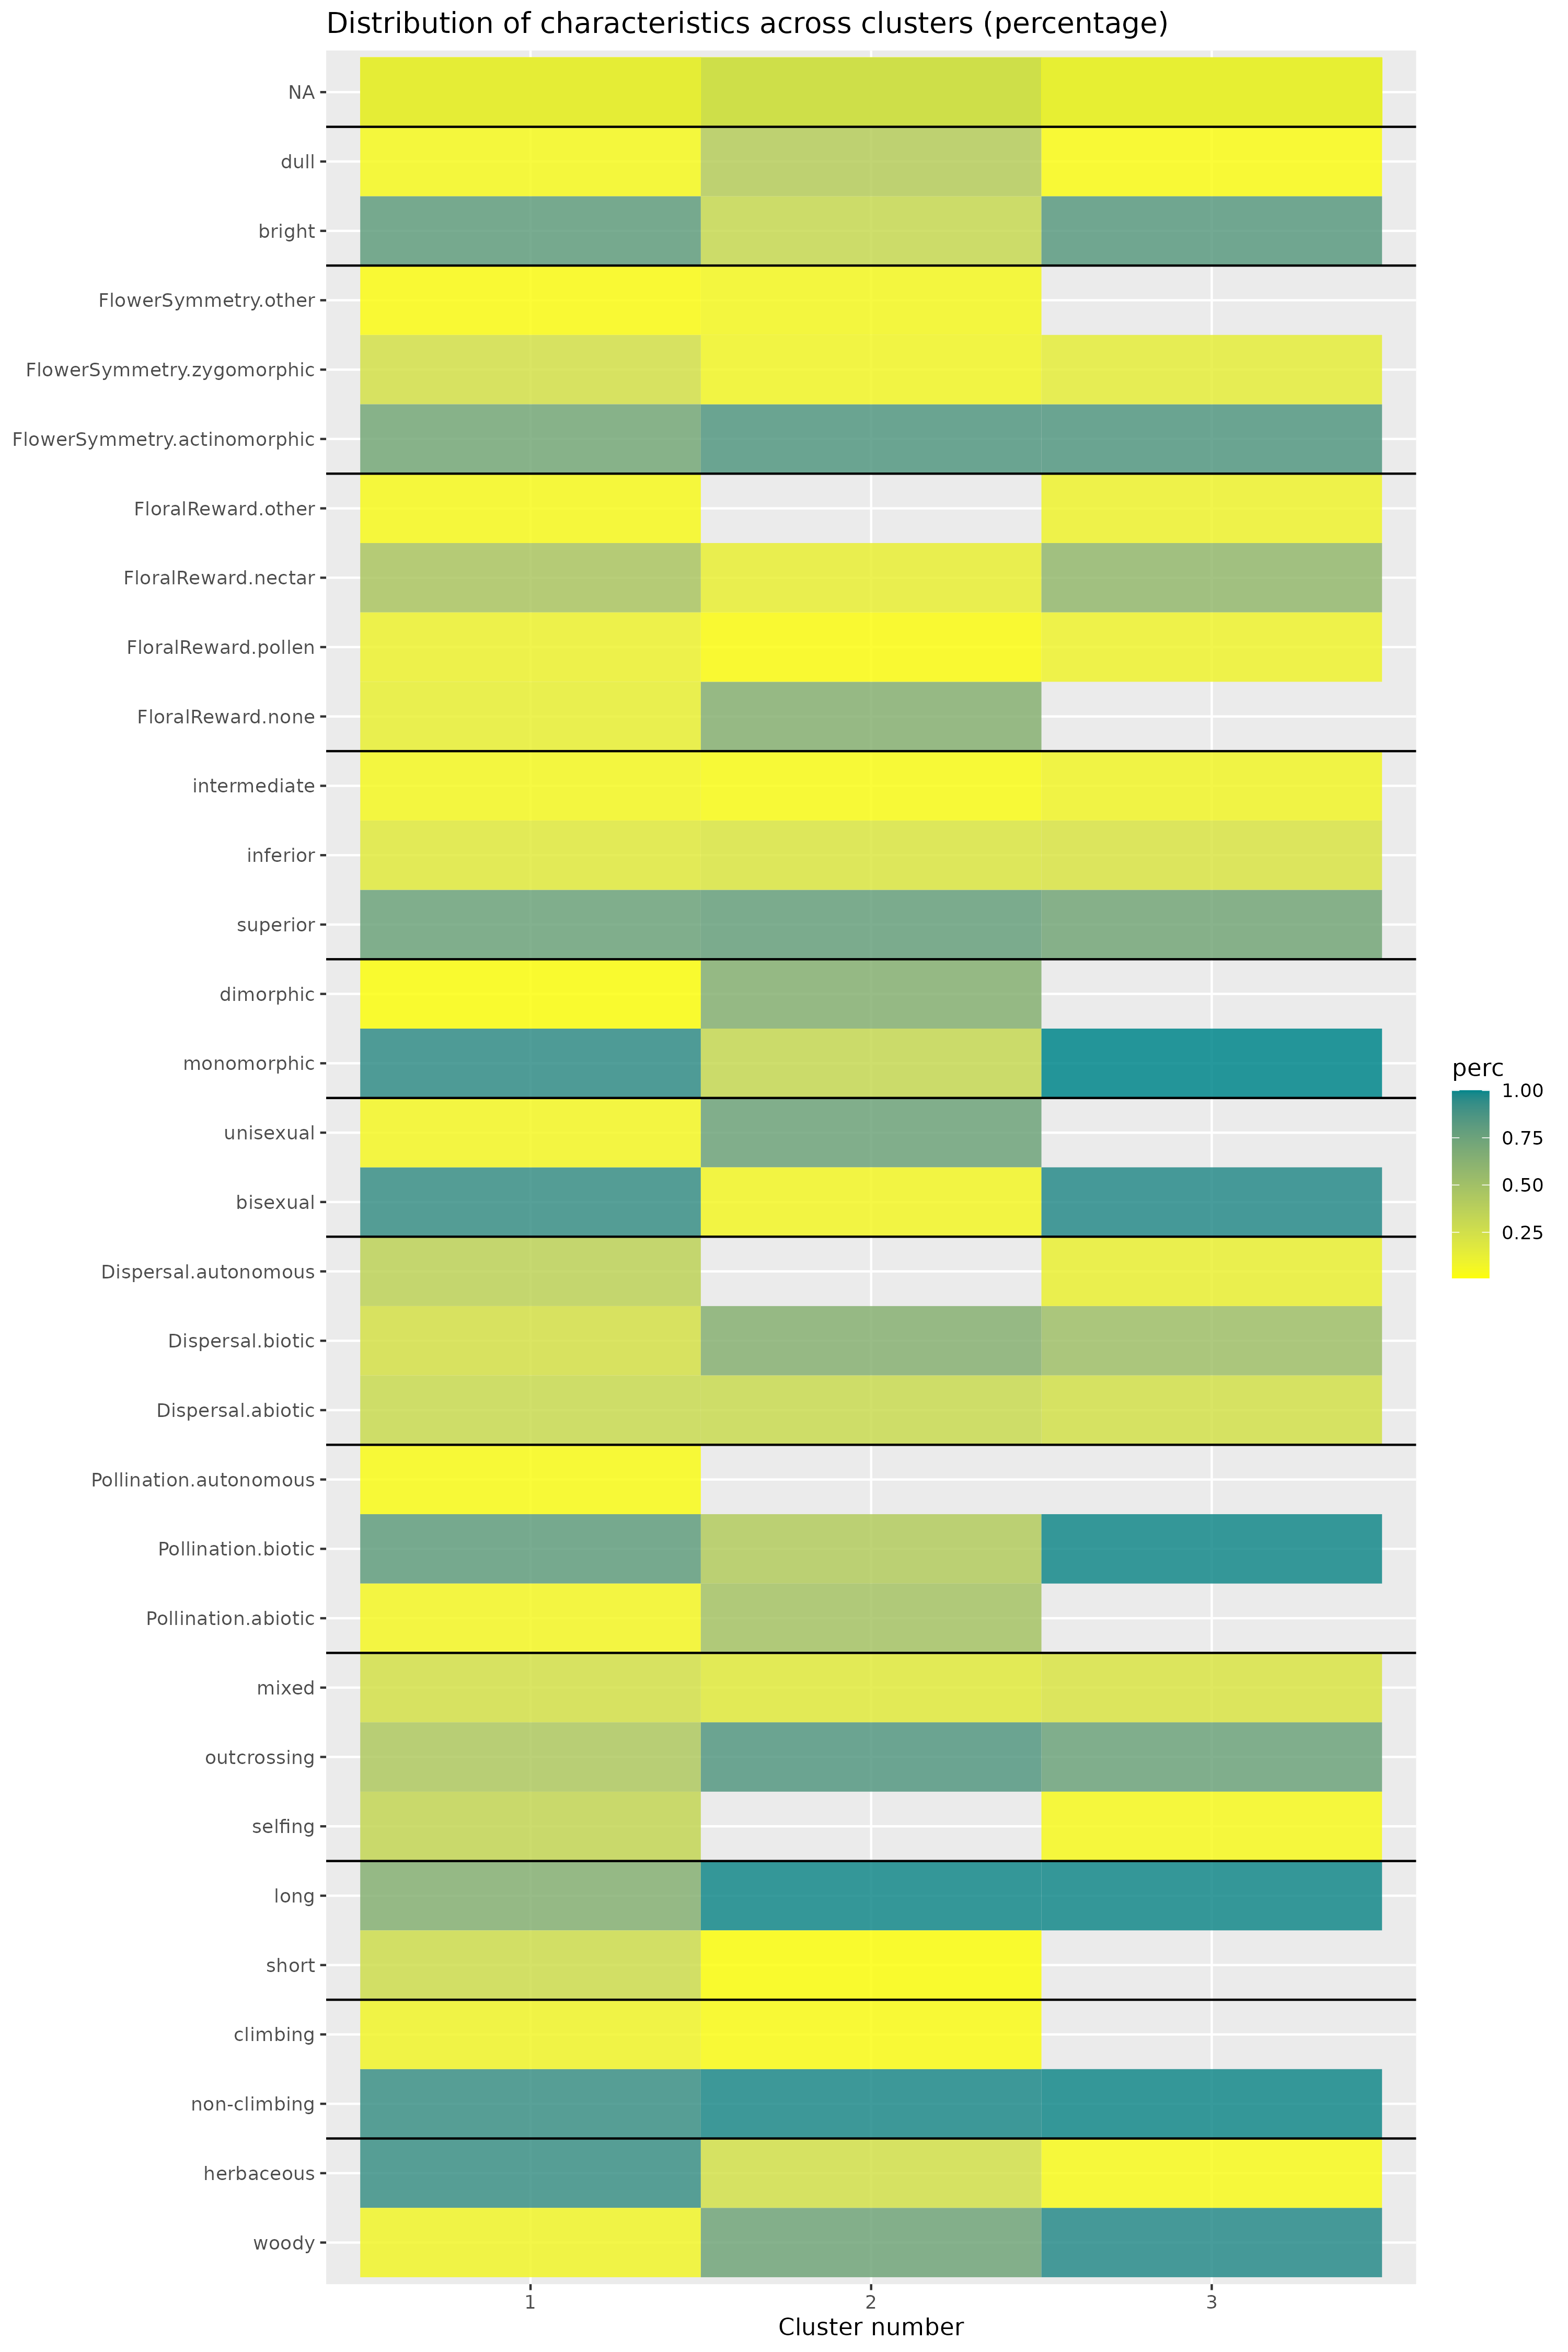 Distribution of characteristics across clusters (percentage)
NA
dull
bright
FlowerSymmetry.other
FlowerSymmetry.zygomorphic
FlowerSymmetry.actinomorphic
FloralReward.other
FloralReward.nectar
FloralReward.pollen
FloralReward.none
intermediate
inferior
superior
dimorphic
monomorphic
unisexual
bisexual
Dispersal.autonomous
Dispersal.biotic
Dispersal.abiotic
Pollination.autonomous
Pollination.biotic
Pollination.abiotic
mixed
outcrossing
selfing
long
short
climbing
non-climbing
herbaceous
woody
1
2
3
Cluster number
perc
1.00
0.75
0.50
0.25